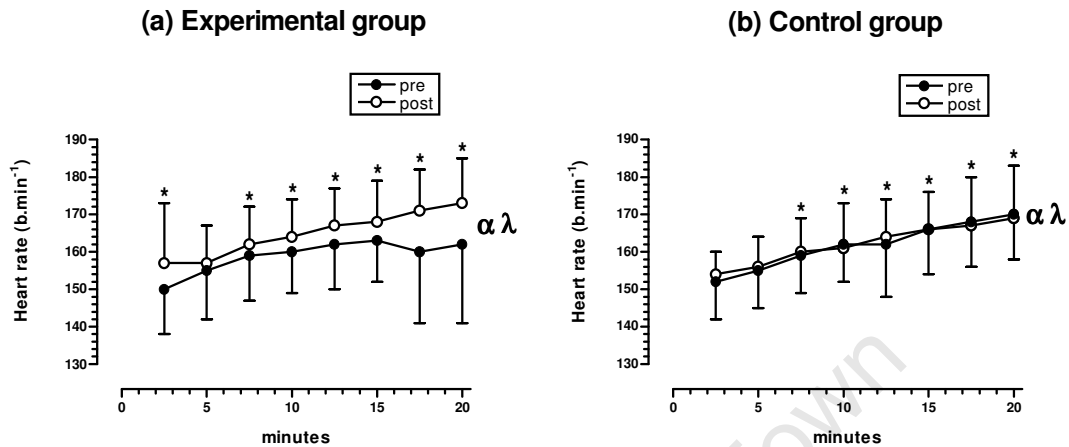 (a) Experimental group
pre
post
190
180
170
160
150
140
130
Heart rate (b.min⁻¹)
* * * * * * *
α λ
0 5 10 15 20
minutes
(b) Control group
pre
post
190
180
170
160
150
140
130
Heart rate (b.min⁻¹)
* * * * * *
α λ
0 5 10 15 20
minutes
Town